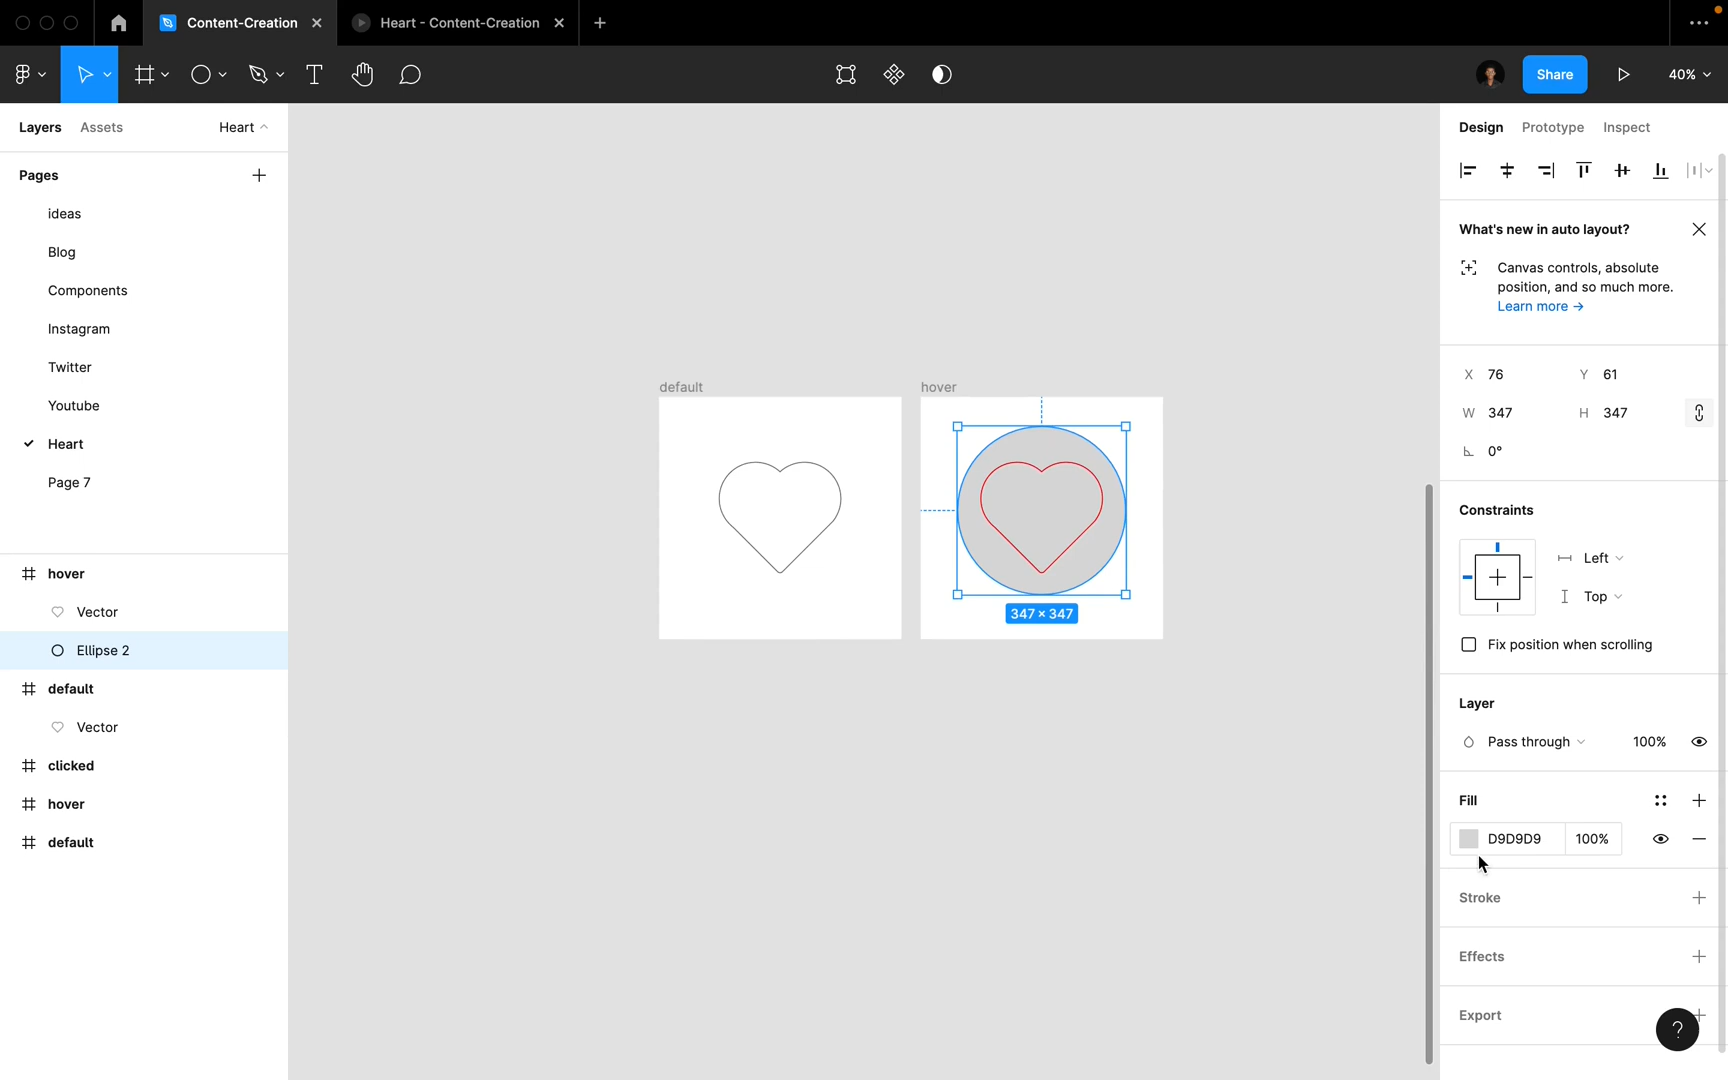 Content-Creation
Heart - Content-Creation
Share
40%
Layers
Assets
Heart
Pages
ideas
Blog
Components
Instagram
Twitter
Youtube
Heart
Page 7
hover
Vector
Ellipse 2
default
Vector
clicked
hover
default
default
hover
347 × 347
Design
Prototype
Inspect
What's new in auto layout?
Canvas controls, absolute
position, and so much more.
Learn more →
X 76
Y 61
W 347
H 347
0°
Constraints
Left
Top
Fix position when scrolling
Layer
Pass through
100%
Fill
D9D9D9
100%
Stroke
Effects
Export
?